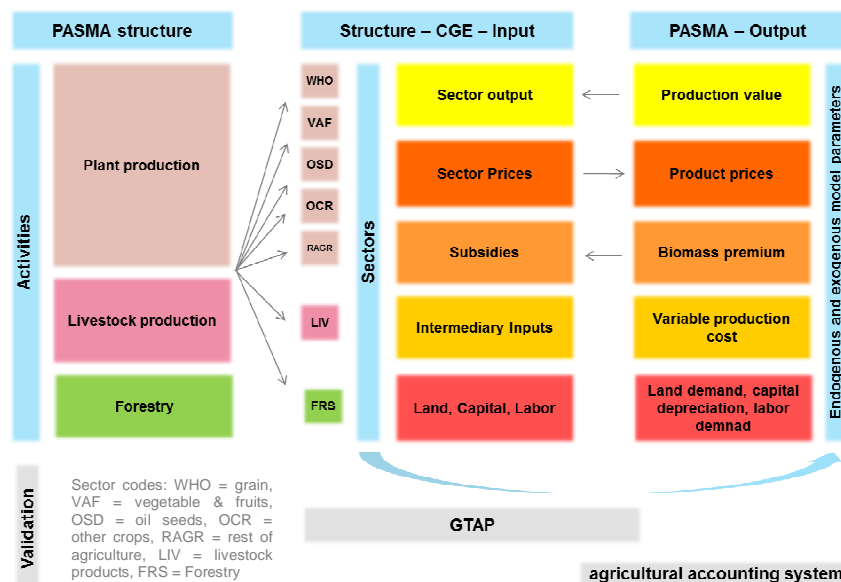 PASMA structure
Structure – CGE – Input
PASMA – Output
Activities
Plant production
Livestock production
Forestry
WHO
VAF
OSD
OCR
RAGR
LIV
FRS
Sectors
Sector output
Sector Prices
Subsidies
Intermediary Inputs
Land, Capital, Labor
Production value
Product prices
Biomass premium
Variable production
cost
Land demand, capital
depreciation, labor
demnad
Endogenous and exogenous model parameters
Validation
Sector codes: WHO = grain,
VAF = vegetable & fruits,
OSD = oil seeds, OCR =
other crops, RAGR = rest of
agriculture, LIV = livestock
products, FRS = Forestry
GTAP
agricultural accounting system